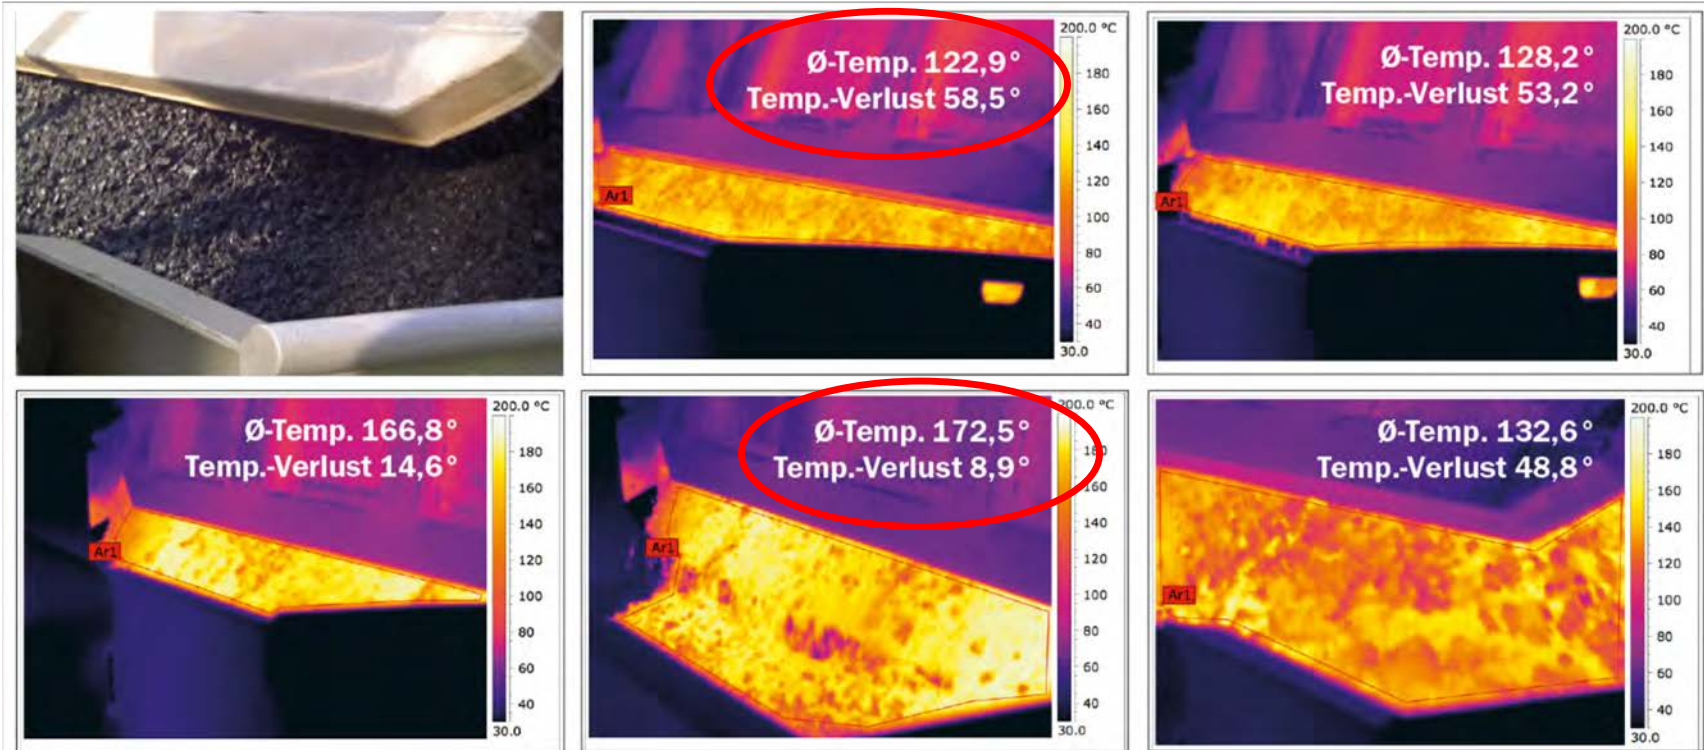 Ø-Temp. 122,9°
Temp.-Verlust 58,5°
Ar1
200.0 °C
180
160
140
120
100
80
60
40
30.0
Ø-Temp. 128,2°
Temp.-Verlust 53,2°
Ar1
200.0 °C
180
160
140
120
100
80
60
40
30.0
Ø-Temp. 166,8°
Temp.-Verlust 14,6°
Ar1
200.0 °C
180
160
140
120
100
80
60
40
30.0
Ø-Temp. 172,5°
Temp.-Verlust 8,9°
Ar1
200.0 °C
180
160
140
120
100
80
60
40
30.0
Ø-Temp. 132,6°
Temp.-Verlust 48,8°
Ar1
200.0 °C
180
160
140
120
100
80
60
40
30.0